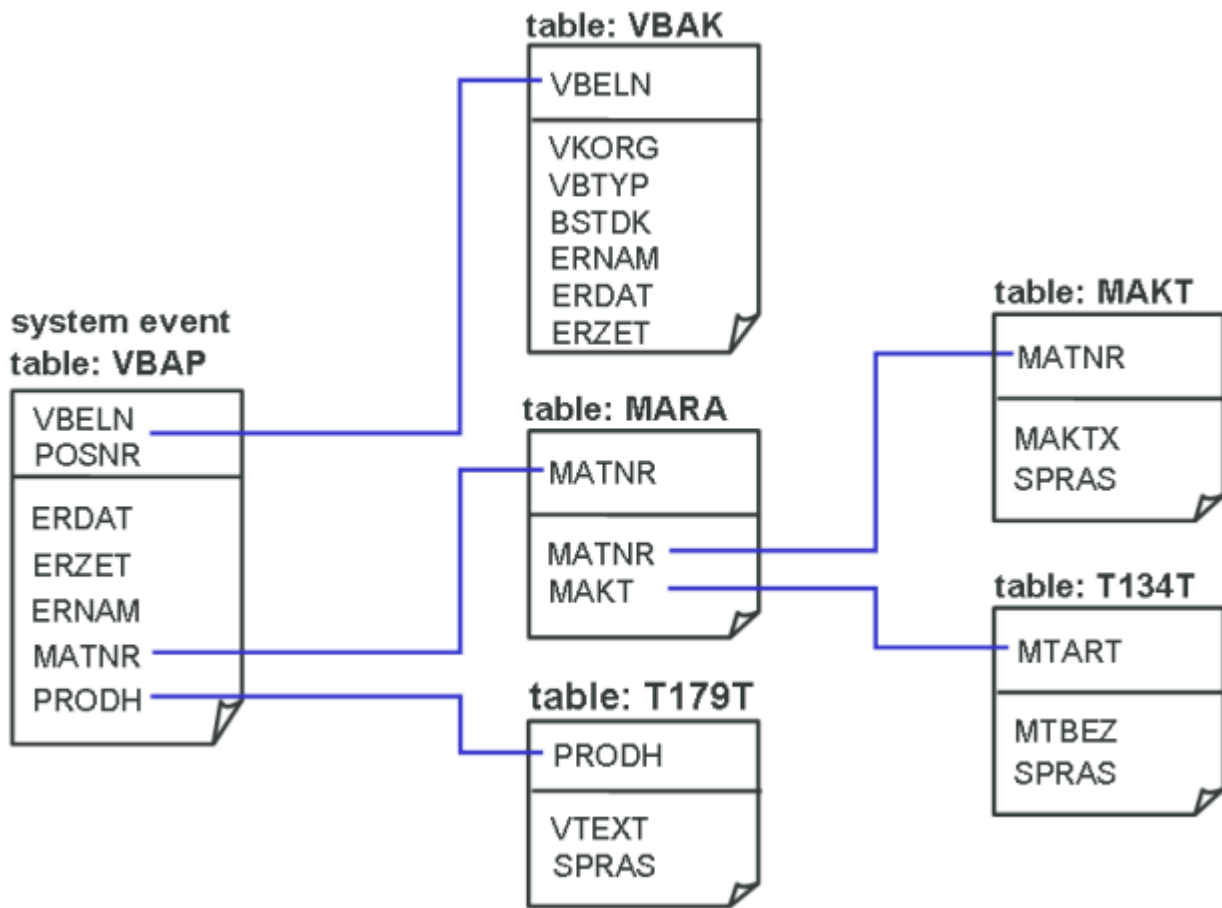 table: VBAK
VBELN
VKORG
VBTYP
BSTDK
ERNAM
ERDAT
ERZET
system event
table: VBAP
VBELN
POSNR
ERDAT
ERZET
ERNAM
MATNR
PRODH
table: MARA
MATNR
MATNR
MAKT
table: T179T
PRODH
VTEXT
SPRAS
table: MAKT
MATNR
MAKTX
SPRAS
table: T134T
MTART
MTBEZ
SPRAS